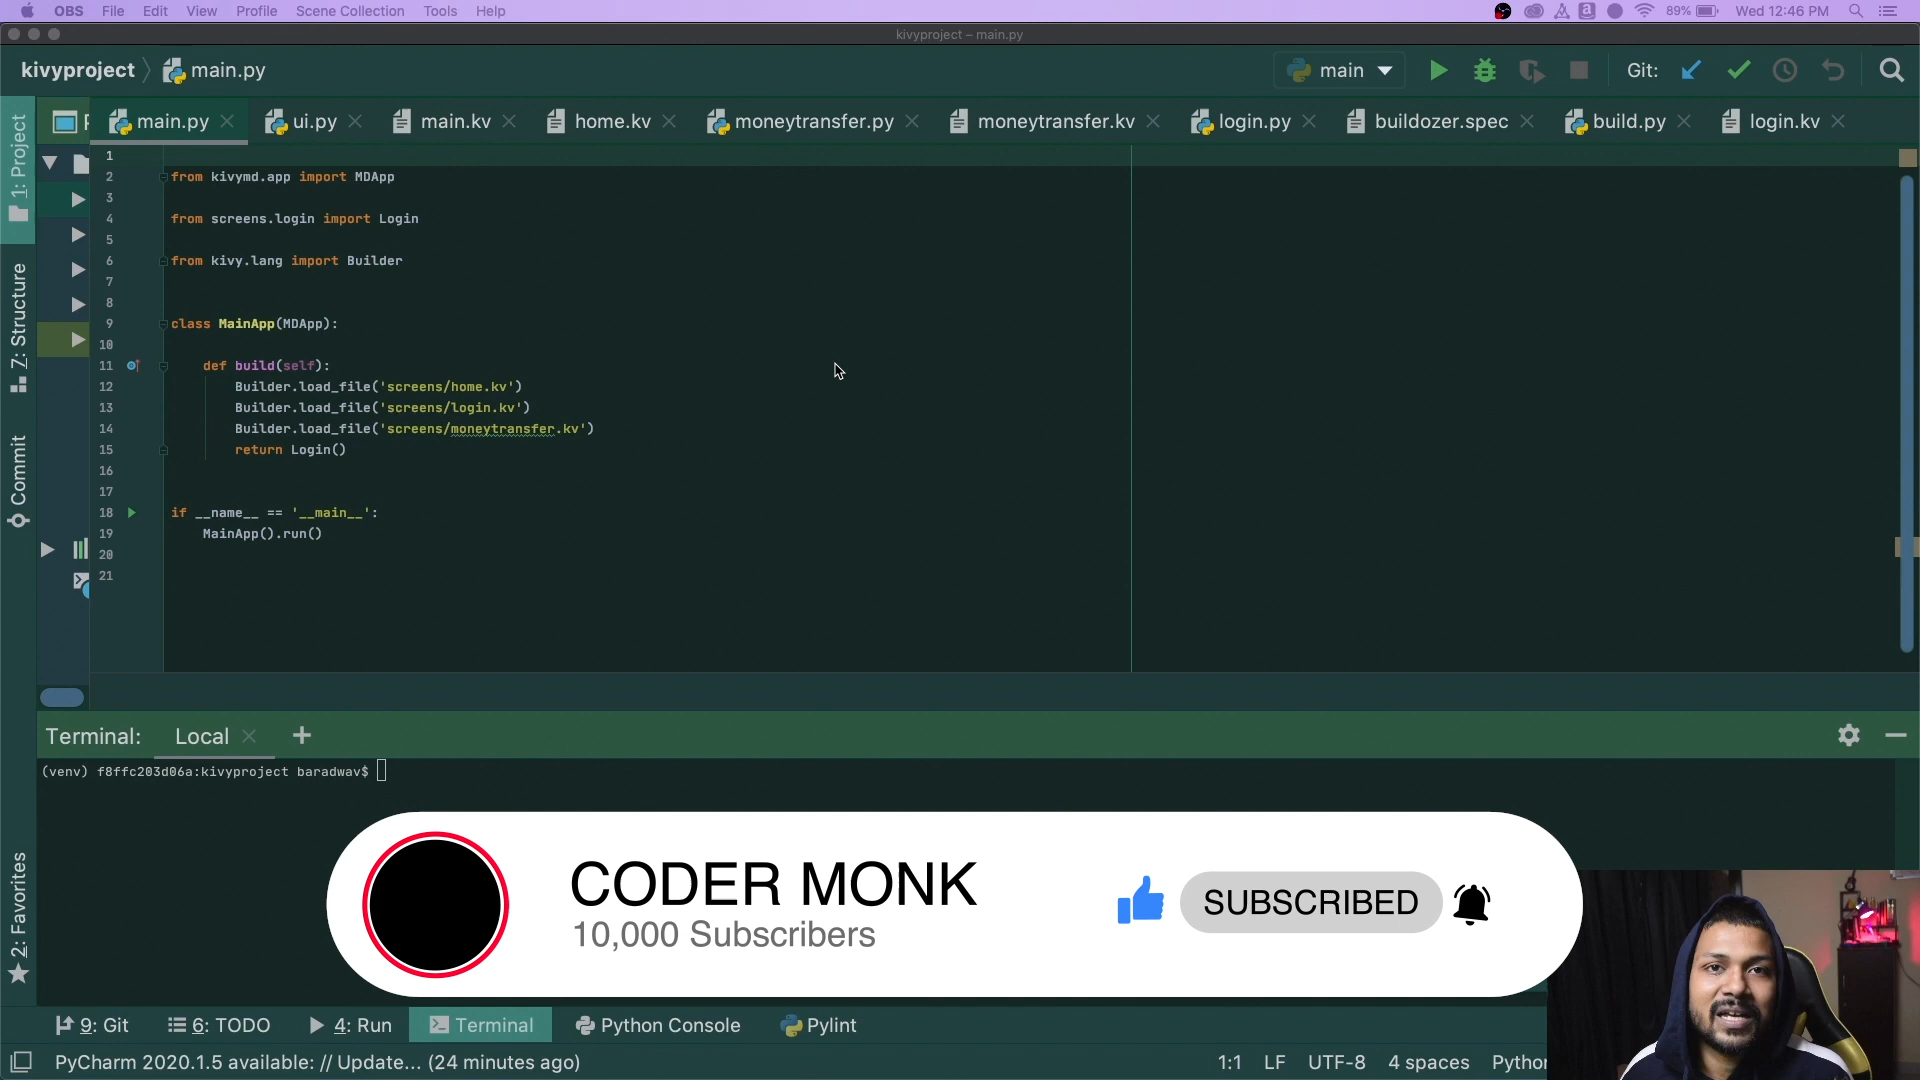 OBS File Edit View Profile Scene Collection Tools Help 89% Wed 12:46 PM
kivyproject – main.py
kivyproject main.py main Git:
main.py ui.py main.kv home.kv moneytransfer.py moneytransfer.kv login.py buildozer.spec build.py login.kv
1: Project
Z: Structure
Commit
2: Favorites
1
2 from kivymd.app import MDApp
3
4 from screens.login import Login
5
6 from kivy.lang import Builder
7
8
9 class MainApp(MDApp):
10
11 def build(self):
12 Builder.load_file('screens/home.kv')
13 Builder.load_file('screens/login.kv')
14 Builder.load_file('screens/moneytransfer.kv')
15 return Login()
16
17
18 if __name__ == '__main__':
19 MainApp().run()
20
21
Terminal: Local
(venv) f8ffc203d06a:kivyproject baradwav$
CODER MONK
10,000 Subscribers
SUBSCRIBED
9: Git 6: TODO 4: Run Terminal Python Console Pylint
PyCharm 2020.1.5 available: // Update... (24 minutes ago) 1:1 LF UTF-8 4 spaces